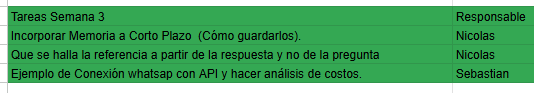 Tareas Semana 3 Responsable
Incorporar Memoria a Corto Plazo (Cómo guardarlos). Nicolas
Que se halla la referencia a partir de la respuesta y no de la pregunta Nicolas
Ejemplo de Conexión whatsap con API y hacer análisis de costos. Sebastian